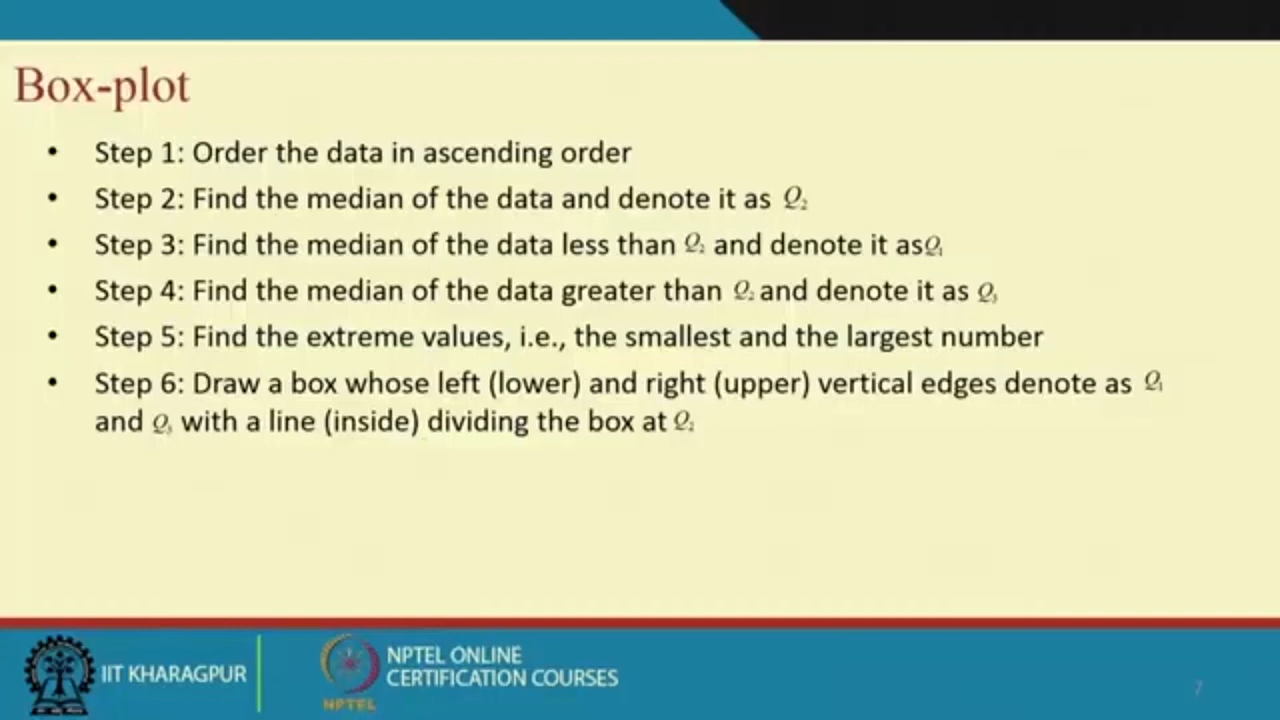 Box-plot
• Step 1: Order the data in ascending order
• Step 2: Find the median of the data and denote it as Q₂
• Step 3: Find the median of the data less than Q₂ and denote it asQ₁
• Step 4: Find the median of the data greater than Q₂ and denote it as Q₃
• Step 5: Find the extreme values, i.e., the smallest and the largest number
• Step 6: Draw a box whose left (lower) and right (upper) vertical edges denote as Q₁
and Q₃ with a line (inside) dividing the box at Q₂
IIT KHARAGPUR
NPTEL
NPTEL ONLINE
CERTIFICATION COURSES
7